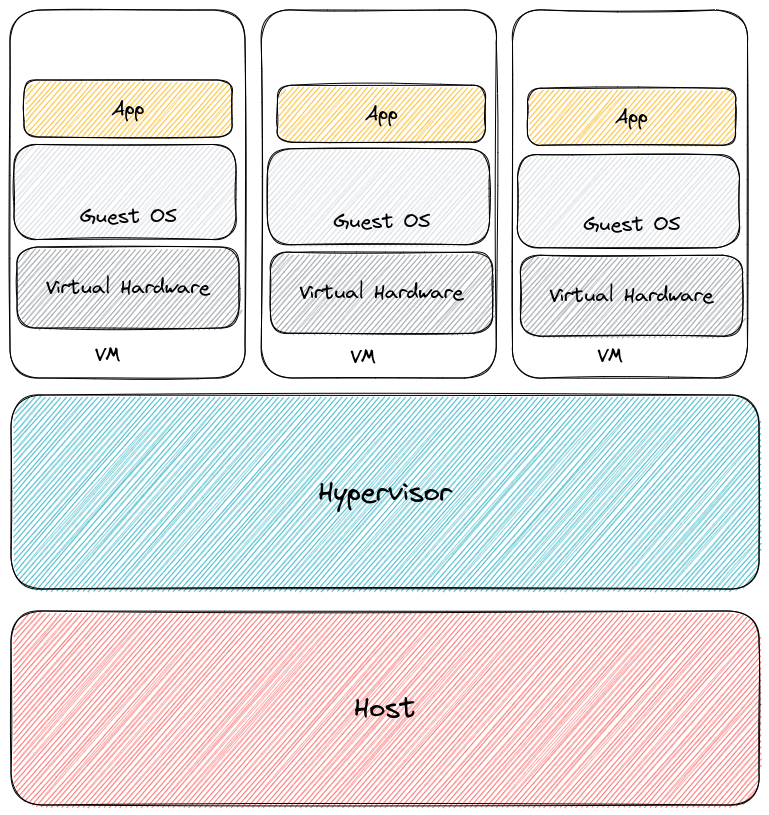 App
App
App
Guest OS
Guest OS
Guest OS
Virtual Hardware
Virtual Hardware
Virtual Hardware
VM
VM
VM
Hypervisor
Host